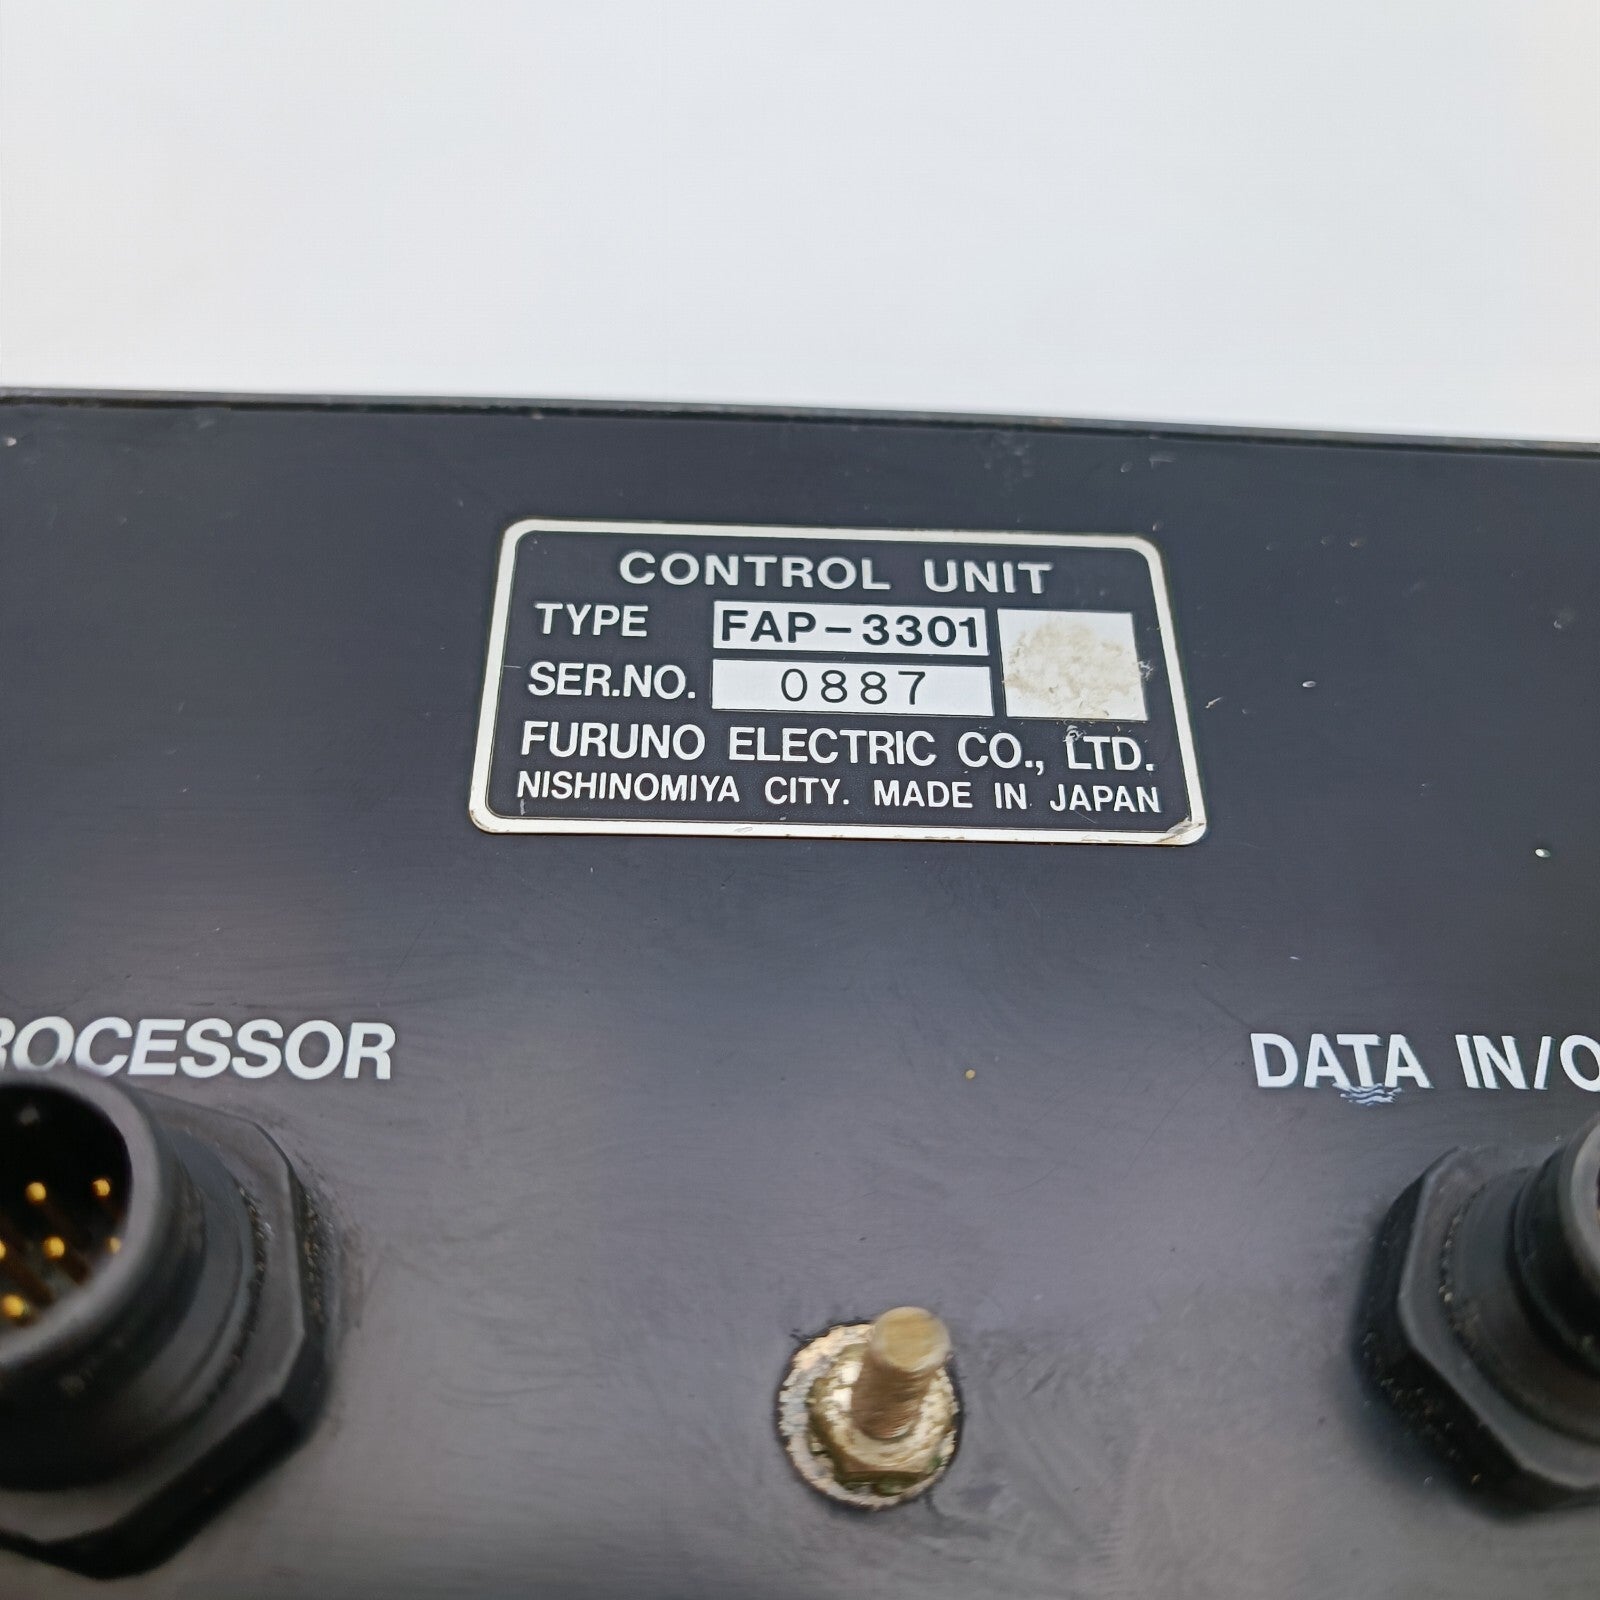 CONTROL UNIT
TYPE FAP-3301
SER.NO. 0887
FURUNO ELECTRIC CO., LTD.
NISHINOMIYA CITY. MADE IN JAPAN
ROCESSOR
DATA IN/O